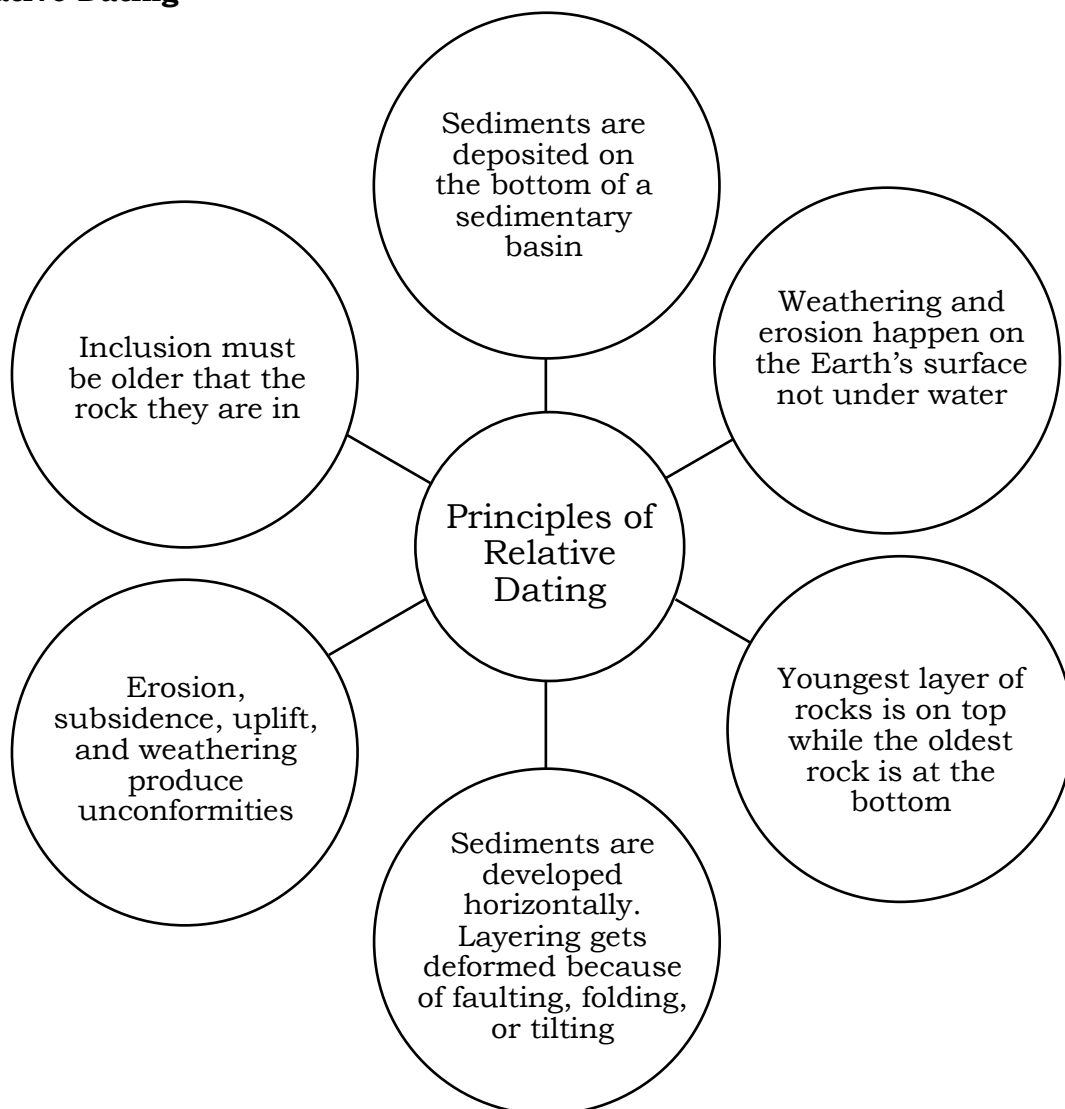 Sediments are
deposited on
the bottom of a
sedimentary
basin
Weathering and
erosion happen on
the Earth’s surface
not under water
Inclusion must
be older that the
rock they are in
Principles of
Relative
Dating
Youngest layer of
rocks is on top
while the oldest
rock is at the
bottom
Erosion,
subsidence, uplift,
and weathering
produce
unconformities
Sediments are
developed
horizontally.
Layering gets
deformed because
of faulting, folding,
or tilting